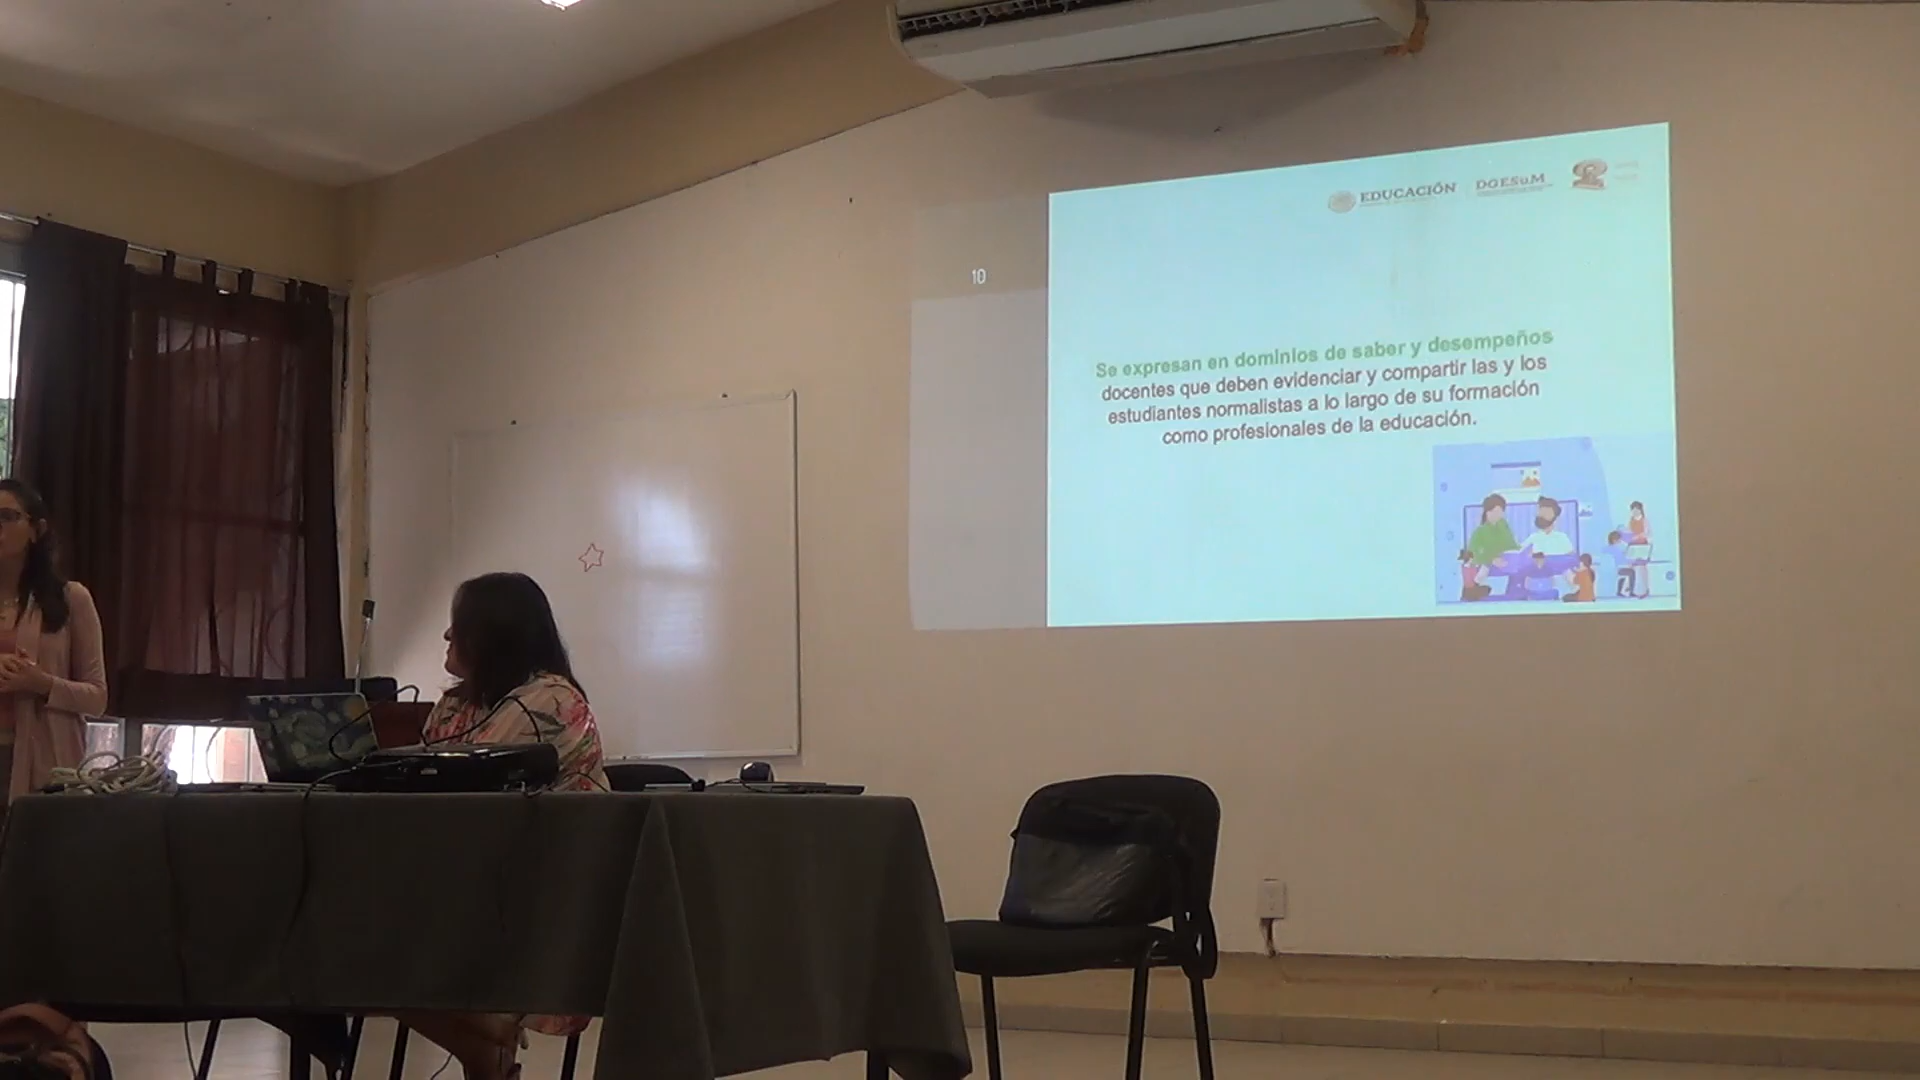 EDUCACIÓN
DGESuM
10
Se expresan en dominios de saber y desempeños
docentes que deben evidenciar y compartir las y los
estudiantes normalistas a lo largo de su formación
como profesionales de la educación.